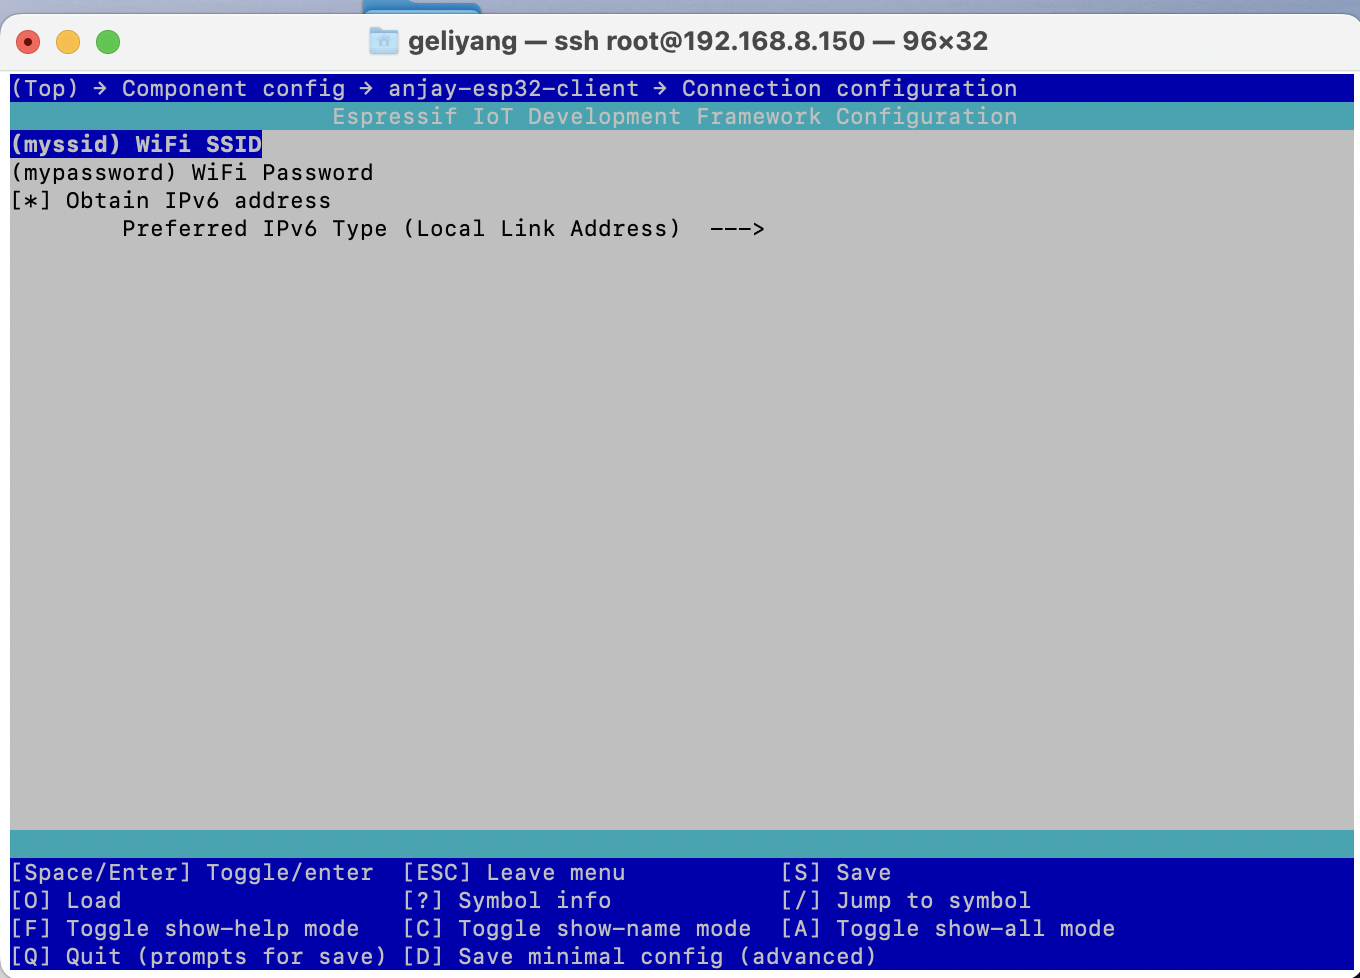 geliyang — ssh root@192.168.8.150 — 96×32
(Top) → Component config → anjay-esp32-client → Connection configuration
Espressif IoT Development Framework Configuration
(myssid) WiFi SSID
(mypassword) WiFi Password
[*] Obtain IPv6 address
Preferred IPv6 Type (Local Link Address)  --->
[Space/Enter] Toggle/enter  [ESC] Leave menu  [S] Save
[O] Load  [?] Symbol info  [/] Jump to symbol
[F] Toggle show-help mode  [C] Toggle show-name mode  [A] Toggle show-all mode
[Q] Quit (prompts for save) [D] Save minimal config (advanced)